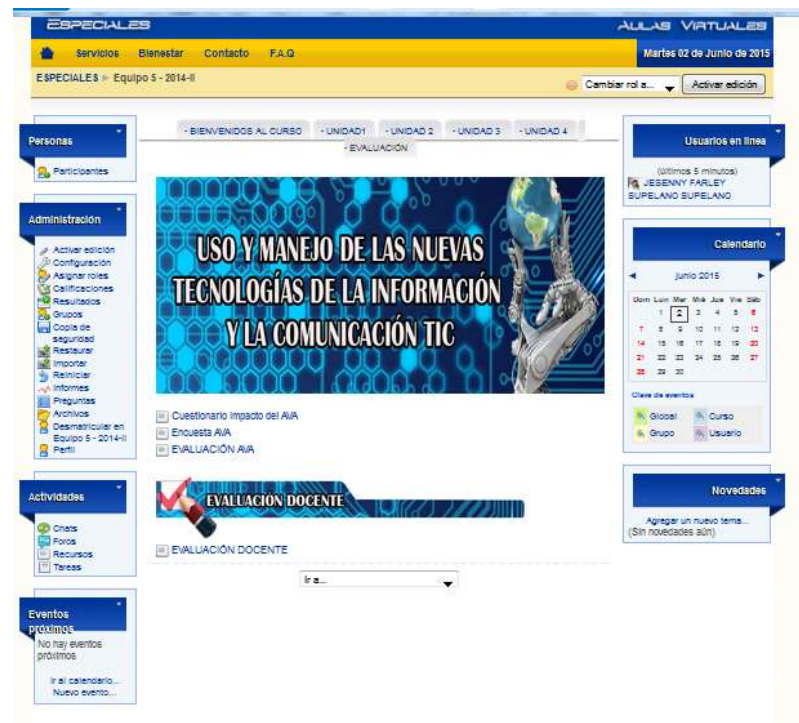 ESPECIALES
AULAS VIRTUALES
Servicios Bienestar Contacto F.A.Q
Martes 02 de Junio de 2015
ESPECIALES ► Equipo 5 - 2014-II
Cambiar rol a...
Activar edición
Personas
Participantes
Administración
Activar edición
Configuración
Asignar roles
Calificaciones
Resultados
Grupos
Copia de
seguridad
Restaurar
Importar
Reiniciar
Informes
Preguntas
Archivos
Desmatricular en
Equipo 5 - 2014-II
Perfil
Actividades
Chats
Foros
Recursos
Tareas
Eventos
próximos
No hay eventos
próximos
Ir al calendario...
Nuevo evento...
- BIENVENIDOS AL CURSO - UNIDAD1 - UNIDAD 2 - UNIDAD 3 - UNIDAD 4
- EVALUACIÓN
USO Y MANEJO DE LAS NUEVAS
TECNOLOGÍAS DE LA INFORMACIÓN
Y LA COMUNICACIÓN TIC
Cuestionario Impacto del AVA
Encuesta AVA
EVALUACIÓN AVA
EVALUACIÓN DOCENTE
EVALUACIÓN DOCENTE
Ir a...
Usuarios en línea
(últimos 5 minutos)
JESENNY FARLEY
SUPELANO SUPELANO
Calendario
◄ junio 2015 ►
Dom Lun Mar Mié Jue Vie Sáb
1 2 3 4 5 6
7 8 9 10 11 12 13
14 15 16 17 18 19 20
21 22 23 24 25 26 27
28 29 30
Clave de eventos
Global Curso
Grupo Usuario
Novedades
Agregar un nuevo tema...
(Sin novedades aún)